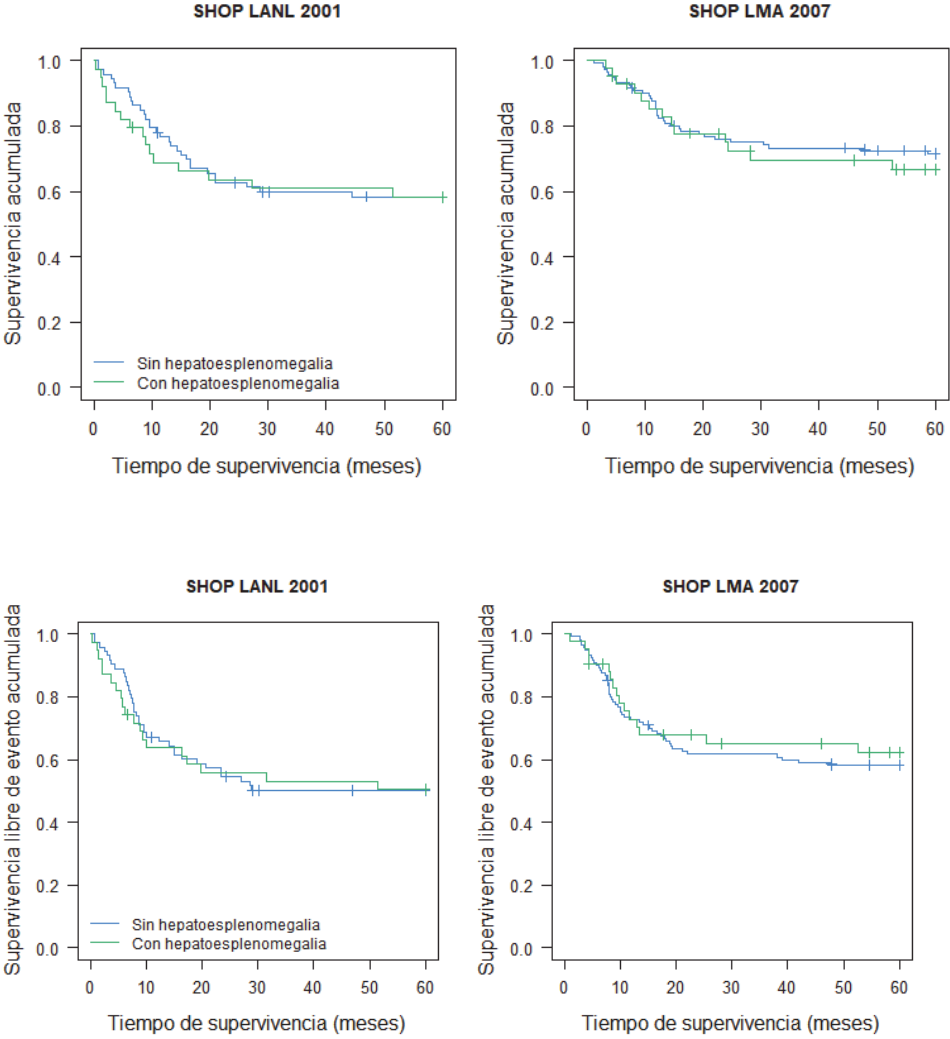 SHOP LANL 2001
Supervivencia acumulada
1.0
0.8
0.6
0.4
0.2
0.0
Sin hepatoesplenomegalia
Con hepatoesplenomegalia
0 10 20 30 40 50 60
Tiempo de supervivencia (meses)
SHOP LMA 2007
Supervivencia acumulada
1.0
0.8
0.6
0.4
0.2
0.0
0 10 20 30 40 50 60
Tiempo de supervivencia (meses)
SHOP LANL 2001
Supervivencia libre de evento acumulada
1.0
0.8
0.6
0.4
0.2
0.0
Sin hepatoesplenomegalia
Con hepatoesplenomegalia
0 10 20 30 40 50 60
Tiempo de supervivencia (meses)
SHOP LMA 2007
Supervivencia libre de evento acumulada
1.0
0.8
0.6
0.4
0.2
0.0
0 10 20 30 40 50 60
Tiempo de supervivencia (meses)